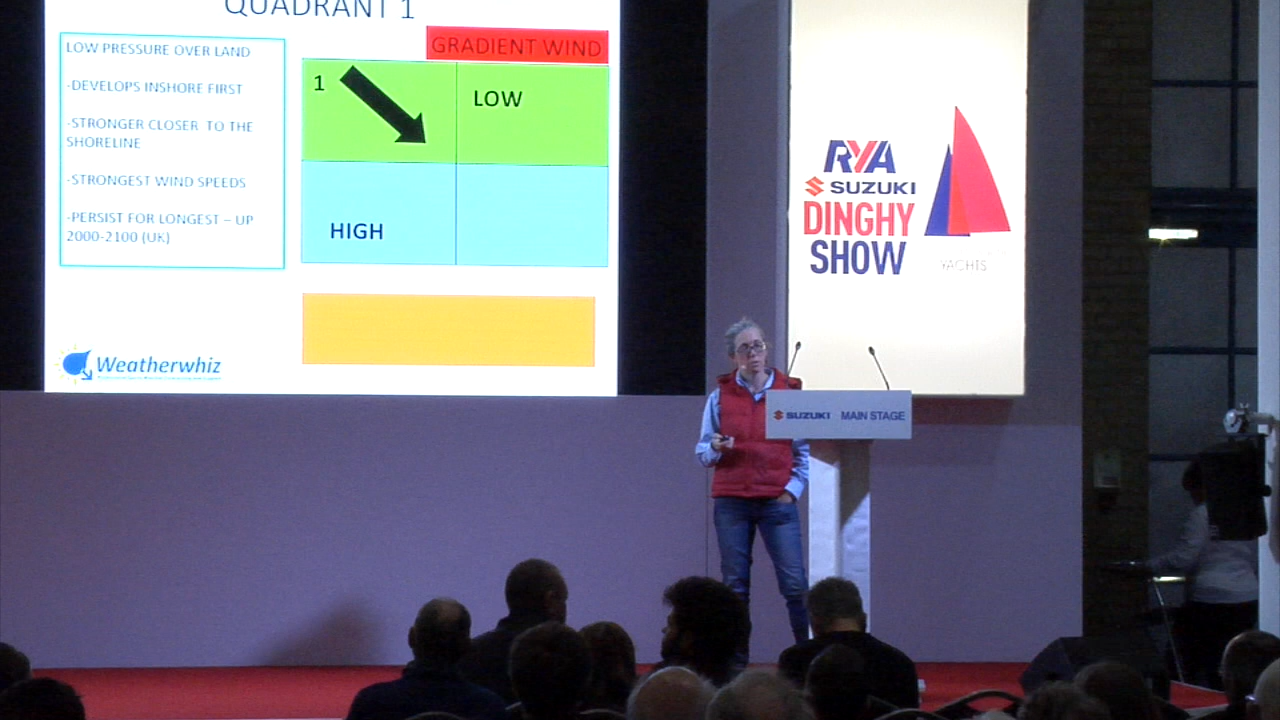 QUADRANT 1
LOW PRESSURE OVER LAND
-DEVELOPS INSHORE FIRST
-STRONGER CLOSER TO THE
SHORELINE
-STRONGEST WIND SPEEDS
-PERSIST FOR LONGEST – UP
2000-2100 (UK)
GRADIENT WIND
1
LOW
HIGH
Weatherwhiz
RYA
SUZUKI
DINGHY
SHOW
YACHTS
SUZUKI MAIN STAGE